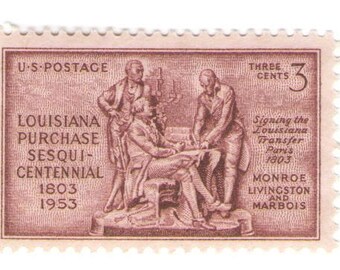 U·S·POSTAGE
THREE CENTS 3
LOUISIANA
PURCHASE
SESQUI-
CENTENNIAL
1803
1953
Signing the
Louisiana
Transfer
Paris
1803
MONROE
LIVINGSTON
AND
MARBOIS